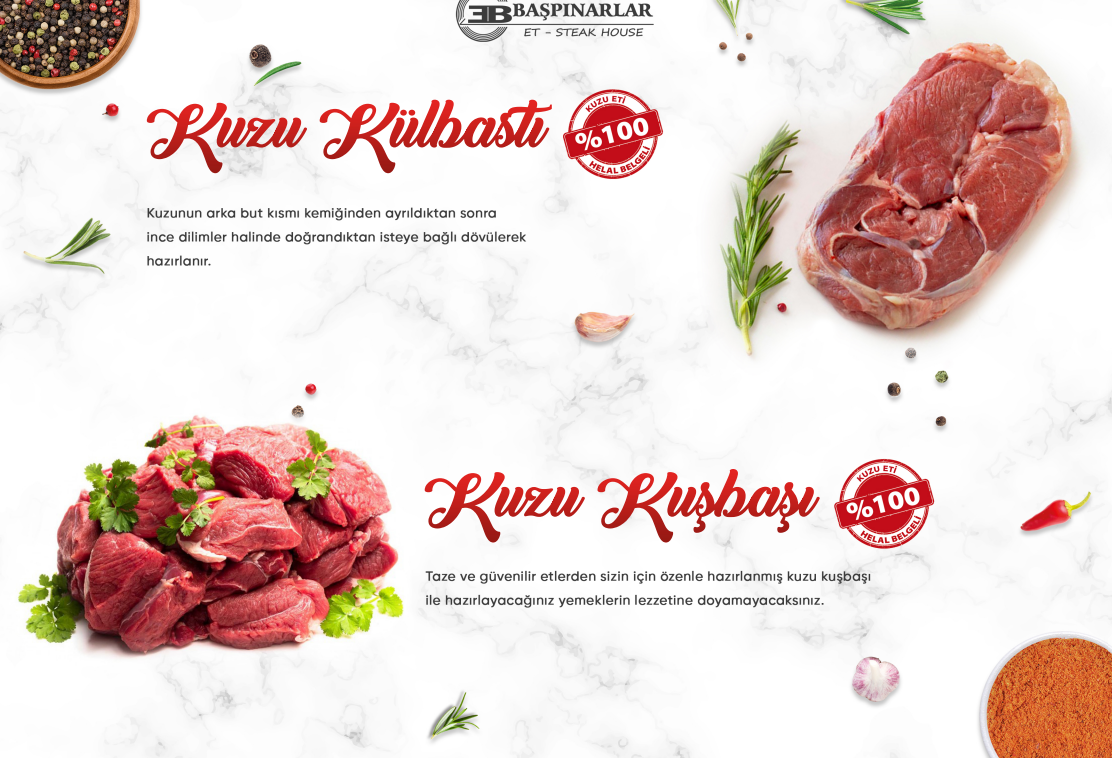 3B BAŞPINARLAR
ET - STEAK HOUSE
Kuzu Külbastı
KUZU ETİ
%100
HELAL BELGELİ
Kuzunun arka but kısmı kemiğinden ayrıldıktan sonra
ince dilimler halinde doğrandıktan isteye bağlı dövülerek
hazırlanır.
Kuzu Kuşbaşı
KUZU ETİ
%100
HELAL BELGELİ
Taze ve güvenilir etlerden sizin için özenle hazırlanmış kuzu kuşbaşı
ile hazırlayacağınız yemeklerin lezzetine doyamayacaksınız.